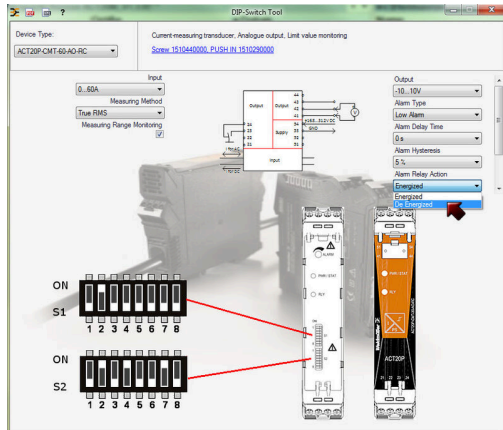 DIP-Switch Tool
Device Type:
ACT20P-CMT-60-AO-RC
Current-measuring transducer, Analogue output, Limit value monitoring
Screw 1510440000, PUSH IN 1510290000
Input
0...60A
Measuring Method
True RMS
Measuring Range Monitoring
Output
Output
Supply
Input
GND
Output
-10...10V
Alarm Type
Low Alarm
Alarm Delay Time
0 s
Alarm Hysteresis
5 %
Alarm Relay Action
Energized
Energized
De Energized
ON
S1
1 2 3 4 5 6 7 8
ON
S2
1 2 3 4 5 6 7 8
ALARM
PWR / STAT
RLY
PWR / STAT
RLY
ACT20P